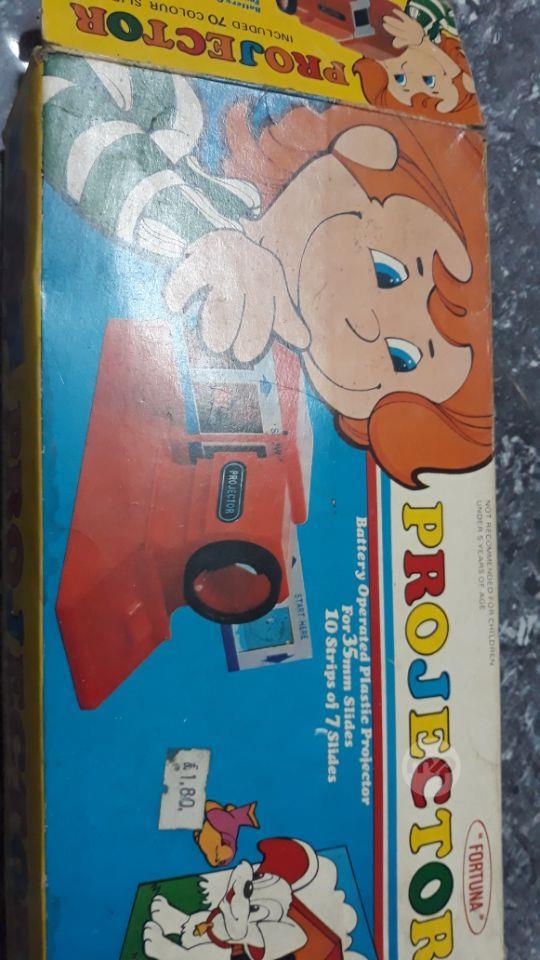 PROJECTOR
INCLUDED 70 COLOUR
NOT RECOMMENDED FOR CHILDREN
UNDER 5 YEARS OF AGE
PROJECTOR
"FORTUNA"
Battery Operated Plastic Projector
For 35mm Slides
10 Strips of 7 Slides
PROJECTOR
START HERE
£1.80.